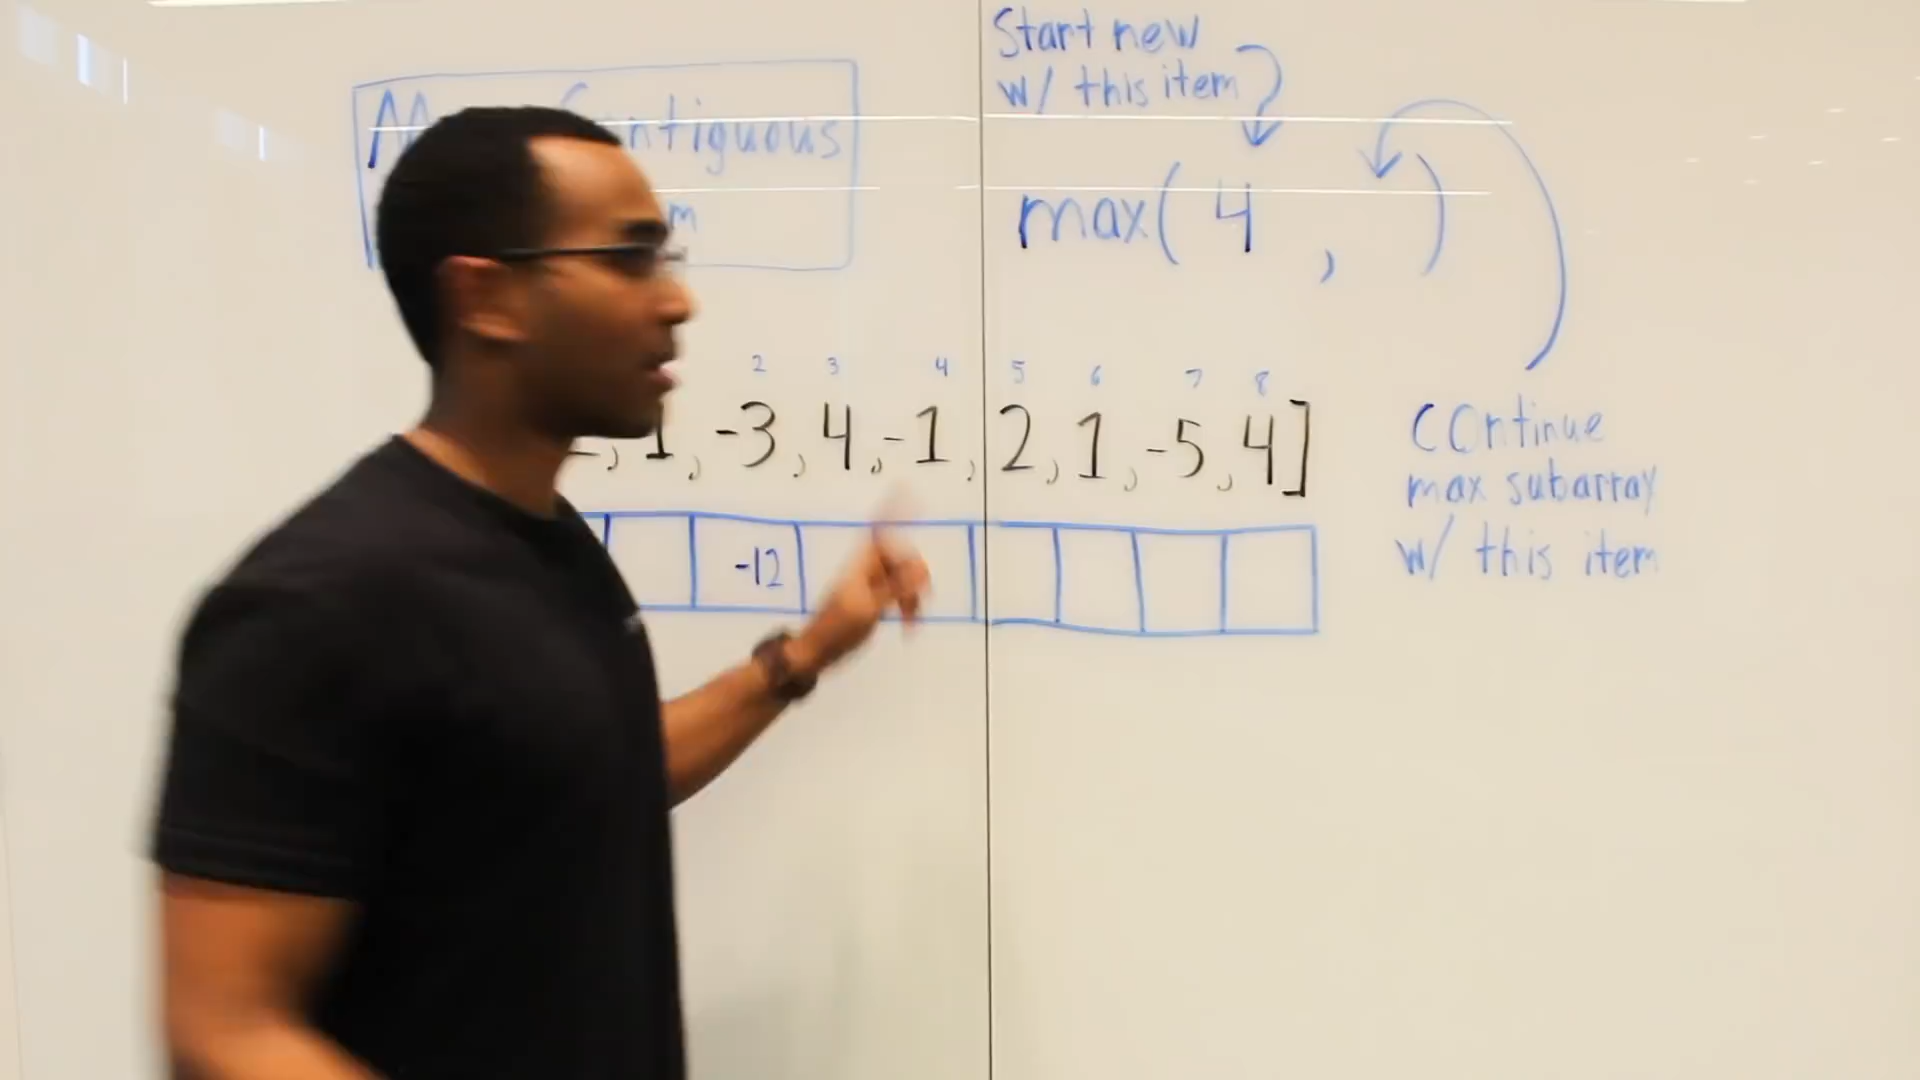 Start new
w/ this item
max( 4 , )
2 3 4 5 6 7 8
, 1, -3, 4, -1, 2, 1, -5, 4]
-12
continue
max subarray
w/ this item